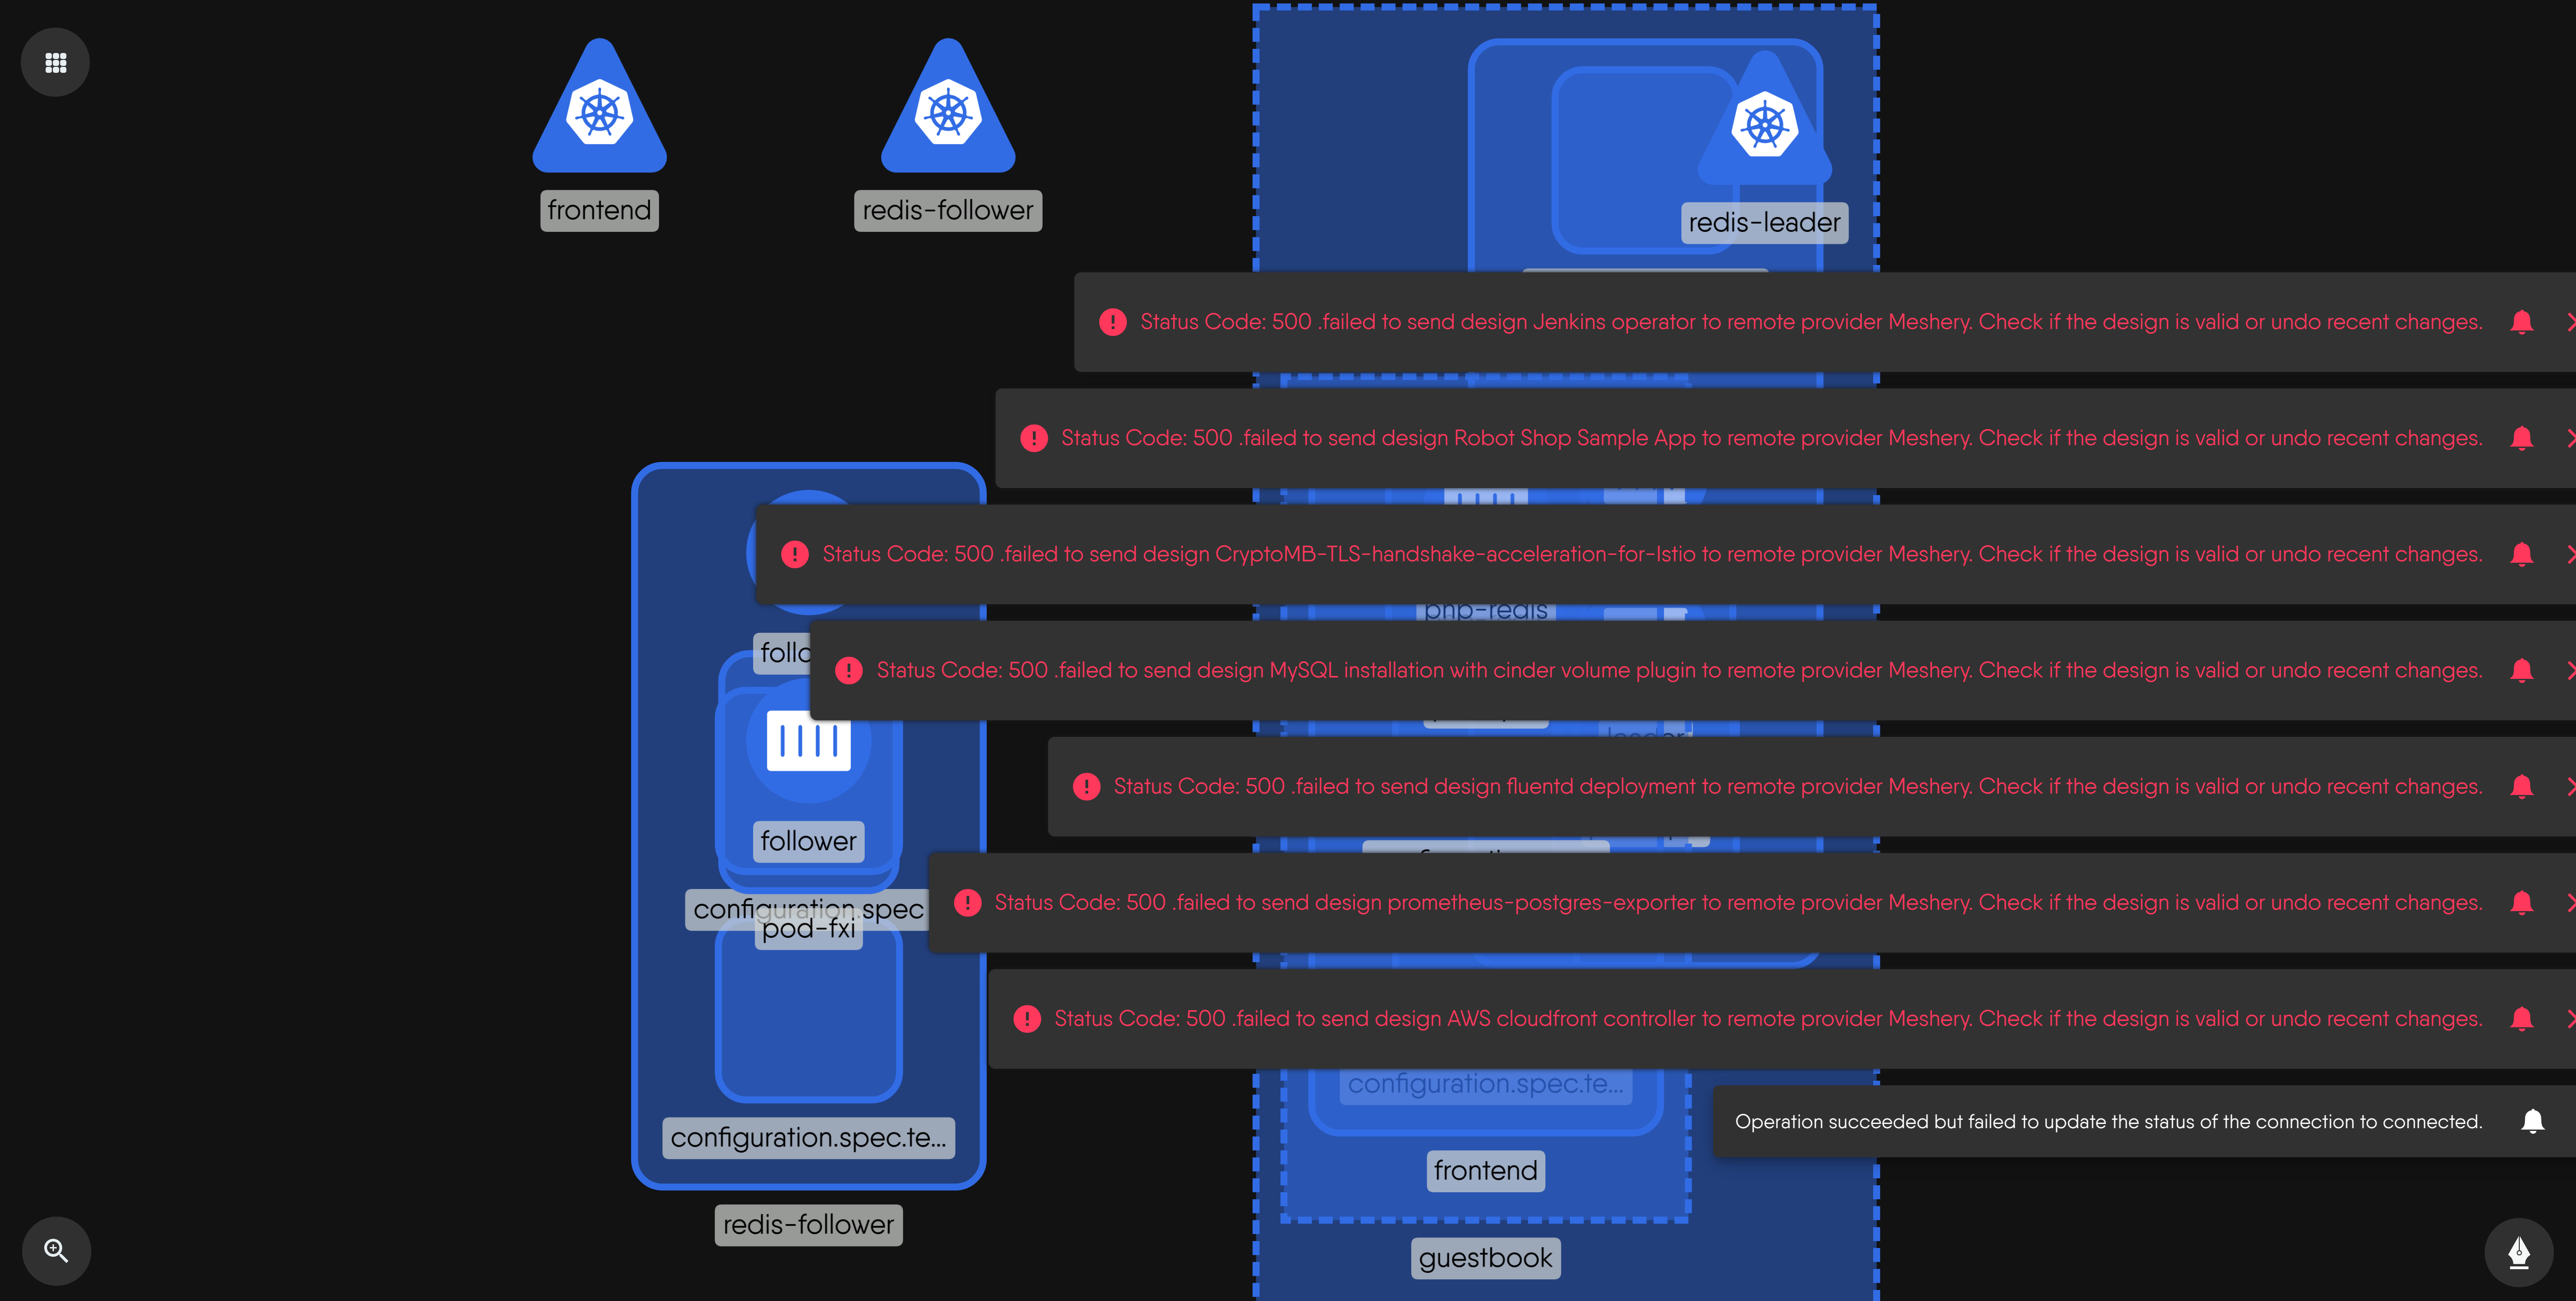 frontend
redis-follower
redis-leader
Status Code: 500 .failed to send design Jenkins operator to remote provider Meshery. Check if the design is valid or undo recent changes.
Status Code: 500 .failed to send design Robot Shop Sample App to remote provider Meshery. Check if the design is valid or undo recent changes.
Status Code: 500 .failed to send design CryptoMB-TLS-handshake-acceleration-for-Istio to remote provider Meshery. Check if the design is valid or undo recent changes.
php-redis
follo
Status Code: 500 .failed to send design MySQL installation with cinder volume plugin to remote provider Meshery. Check if the design is valid or undo recent changes.
leader
Status Code: 500 .failed to send design fluentd deployment to remote provider Meshery. Check if the design is valid or undo recent changes.
follower
Status Code: 500 .failed to send design prometheus-postgres-exporter to remote provider Meshery. Check if the design is valid or undo recent changes.
configuration.spec
pod-fxi
Status Code: 500 .failed to send design AWS cloudfront controller to remote provider Meshery. Check if the design is valid or undo recent changes.
configuration.spec.te...
Operation succeeded but failed to update the status of the connection to connected.
configuration.spec.te...
frontend
redis-follower
guestbook